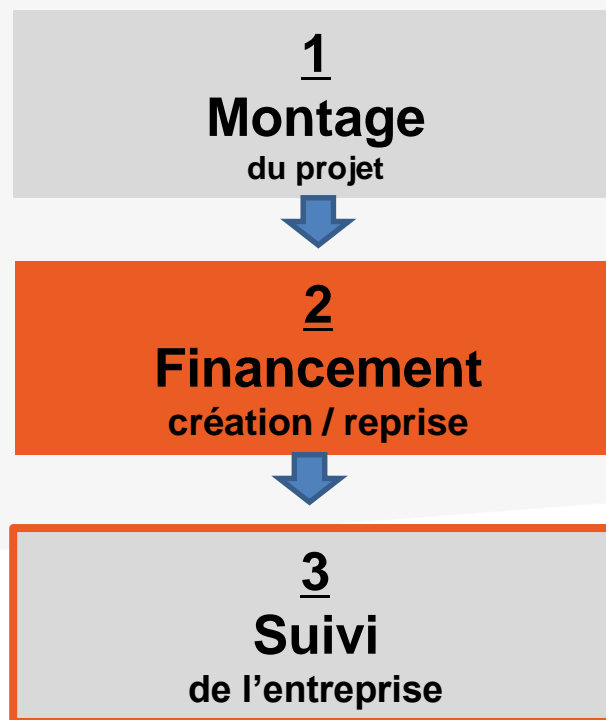 1
Montage
du projet
2
Financement
création / reprise
3
Suivi
de l’entreprise